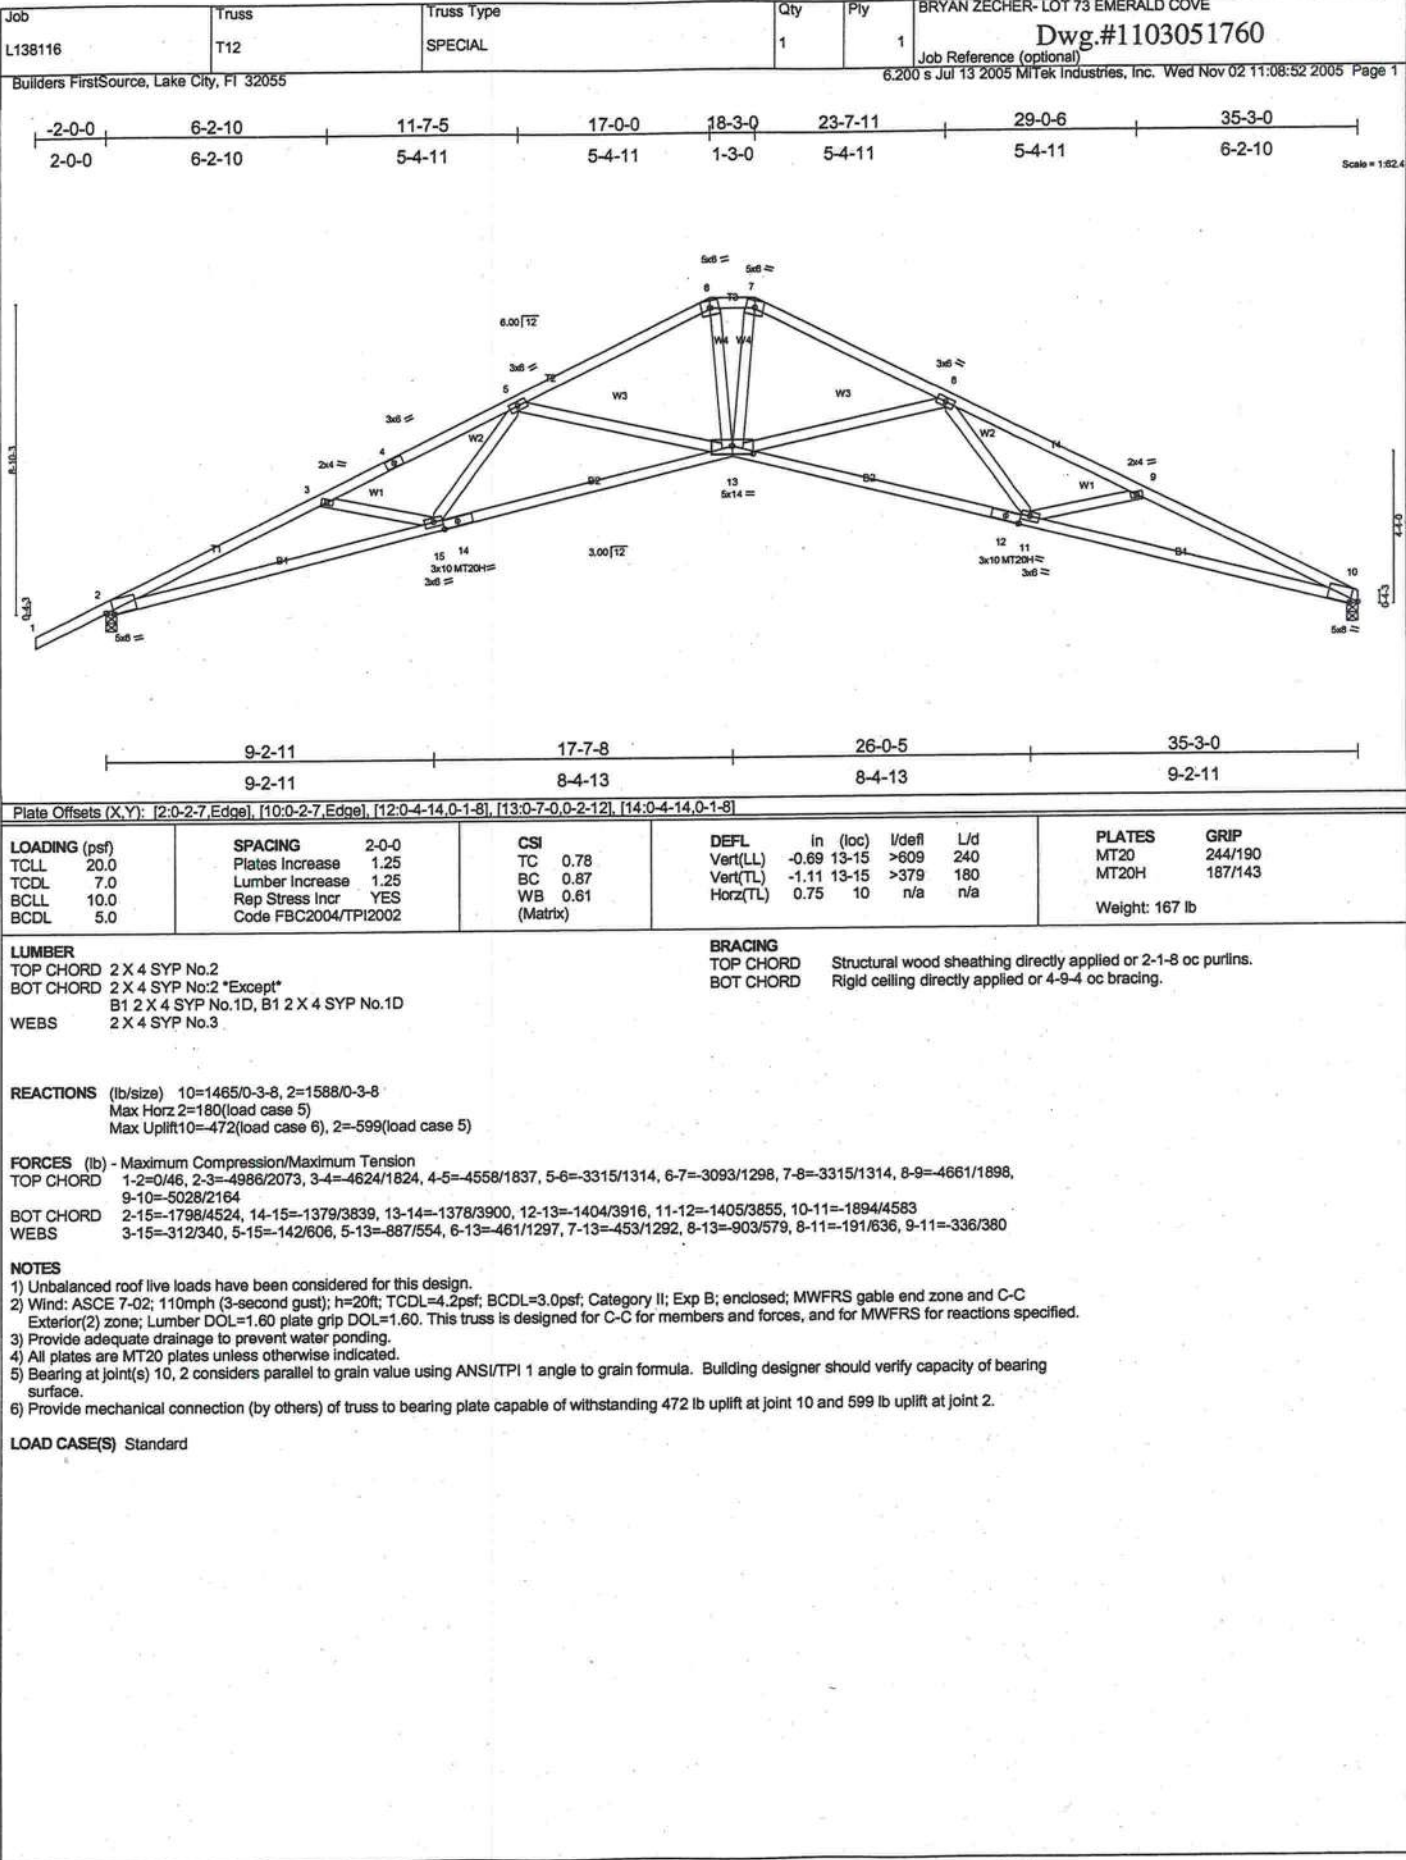 Job
Truss
Truss Type
Qty
Ply
BRYAN ZECHER- LOT 73 EMERALD COVE
L138116
T12
SPECIAL
1
1
Dwg.#1103051760
Job Reference (optional)
Builders FirstSource, Lake City, Fl 32055
6.200 s Jul 13 2005 MiTek Industries, Inc. Wed Nov 02 11:08:52 2005 Page 1
-2-0-0 6-2-10 11-7-5 17-0-0 18-3-0 23-7-11 29-0-6 35-3-0
2-0-0 6-2-10 5-4-11 5-4-11 1-3-0 5-4-11 5-4-11 6-2-10
Scale = 1:62.4
5x6 =
5x6 =
6 7
T3
6.00 12
W4 W4
3x6 =
3x6 =
5 T2
8
W3 W3
3x6 =
4
W2 W2
T4
2x4 =
2x4 =
3
9
W1 W1
8-10-3
4-4-0
B2 B2
13
5x14 =
T1
15 14
3x10 MT20H=
3x6 =
3.00 12
12 11
3x10 MT20H=
3x6 =
B1 B1
2
10
0-4-3
0-4-3
1
5x8 =
5x8 =
9-2-11 17-7-8 26-0-5 35-3-0
9-2-11 8-4-13 8-4-13 9-2-11
Plate Offsets (X,Y): [2:0-2-7,Edge], [10:0-2-7,Edge], [12:0-4-14,0-1-8], [13:0-7-0,0-2-12], [14:0-4-14,0-1-8]
LOADING (psf)
TCLL 20.0
TCDL 7.0
BCLL 10.0
BCDL 5.0
SPACING 2-0-0
Plates Increase 1.25
Lumber Increase 1.25
Rep Stress Incr YES
Code FBC2004/TPI2002
CSI
TC 0.78
BC 0.87
WB 0.61
(Matrix)
DEFL in (loc) l/defl L/d
Vert(LL) -0.69 13-15 >609 240
Vert(TL) -1.11 13-15 >379 180
Horz(TL) 0.75 10 n/a n/a
PLATES GRIP
MT20 244/190
MT20H 187/143
Weight: 167 lb
LUMBER
TOP CHORD 2 X 4 SYP No.2
BOT CHORD 2 X 4 SYP No:2 *Except*
B1 2 X 4 SYP No.1D, B1 2 X 4 SYP No.1D
WEBS 2 X 4 SYP No.3
BRACING
TOP CHORD Structural wood sheathing directly applied or 2-1-8 oc purlins.
BOT CHORD Rigid ceiling directly applied or 4-9-4 oc bracing.
REACTIONS (lb/size) 10=1465/0-3-8, 2=1588/0-3-8
Max Horz 2=180(load case 5)
Max Uplift10=-472(load case 6), 2=-599(load case 5)
FORCES (lb) - Maximum Compression/Maximum Tension
TOP CHORD 1-2=0/46, 2-3=-4986/2073, 3-4=-4624/1824, 4-5=-4558/1837, 5-6=-3315/1314, 6-7=-3093/1298, 7-8=-3315/1314, 8-9=-4661/1898,
9-10=-5028/2164
BOT CHORD 2-15=-1798/4524, 14-15=-1379/3839, 13-14=-1378/3900, 12-13=-1404/3916, 11-12=-1405/3855, 10-11=-1894/4583
WEBS 3-15=-312/340, 5-15=-142/606, 5-13=-887/554, 6-13=-461/1297, 7-13=-453/1292, 8-13=-903/579, 8-11=-191/636, 9-11=-336/380
NOTES
1) Unbalanced roof live loads have been considered for this design.
2) Wind: ASCE 7-02; 110mph (3-second gust); h=20ft; TCDL=4.2psf; BCDL=3.0psf; Category II; Exp B; enclosed; MWFRS gable end zone and C-C
Exterior(2) zone; Lumber DOL=1.60 plate grip DOL=1.60. This truss is designed for C-C for members and forces, and for MWFRS for reactions specified.
3) Provide adequate drainage to prevent water ponding.
4) All plates are MT20 plates unless otherwise indicated.
5) Bearing at joint(s) 10, 2 considers parallel to grain value using ANSI/TPI 1 angle to grain formula. Building designer should verify capacity of bearing
surface.
6) Provide mechanical connection (by others) of truss to bearing plate capable of withstanding 472 lb uplift at joint 10 and 599 lb uplift at joint 2.
LOAD CASE(S) Standard